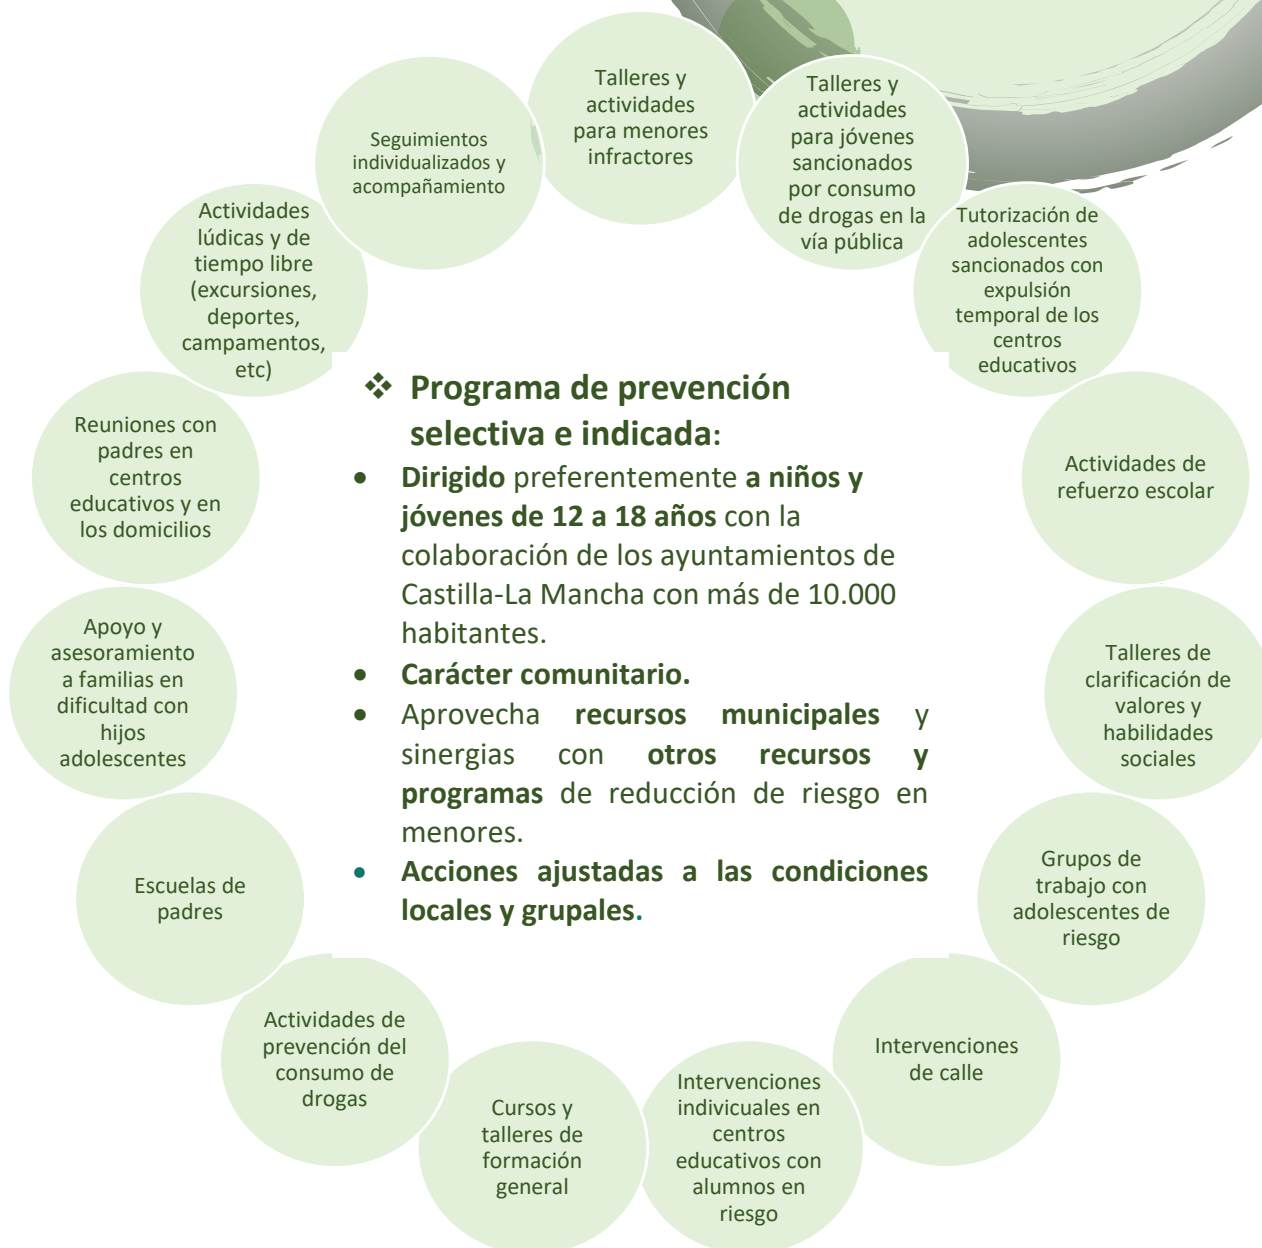 Talleres y
actividades
para menores
infractores
Talleres y
actividades
para jóvenes
sancionados
por consumo
de drogas en la
vía pública
Tutorización de
adolescentes
sancionados con
expulsión
temporal de los
centros
educativos
Actividades de
refuerzo escolar
Talleres de
clarificación de
valores y
habilidades
sociales
Grupos de
trabajo con
adolescentes de
riesgo
Intervenciones
de calle
Intervenciones
indivicuales en
centros
educativos con
alumnos en
riesgo
Cursos y
talleres de
formación
general
Actividades de
prevención del
consumo de
drogas
Escuelas de
padres
Apoyo y
asesoramiento
a familias en
dificultad con
hijos
adolescentes
Reuniones con
padres en
centros
educativos y en
los domicilios
Actividades
lúdicas y de
tiempo libre
(excursiones,
deportes,
campamentos,
etc)
Seguimientos
individualizados y
acompañamiento
❖ Programa de prevención
selectiva e indicada:
• Dirigido preferentemente a niños y
jóvenes de 12 a 18 años con la
colaboración de los ayuntamientos de
Castilla-La Mancha con más de 10.000
habitantes.
• Carácter comunitario.
• Aprovecha recursos municipales y
sinergias con otros recursos y
programas de reducción de riesgo en
menores.
• Acciones ajustadas a las condiciones
locales y grupales.